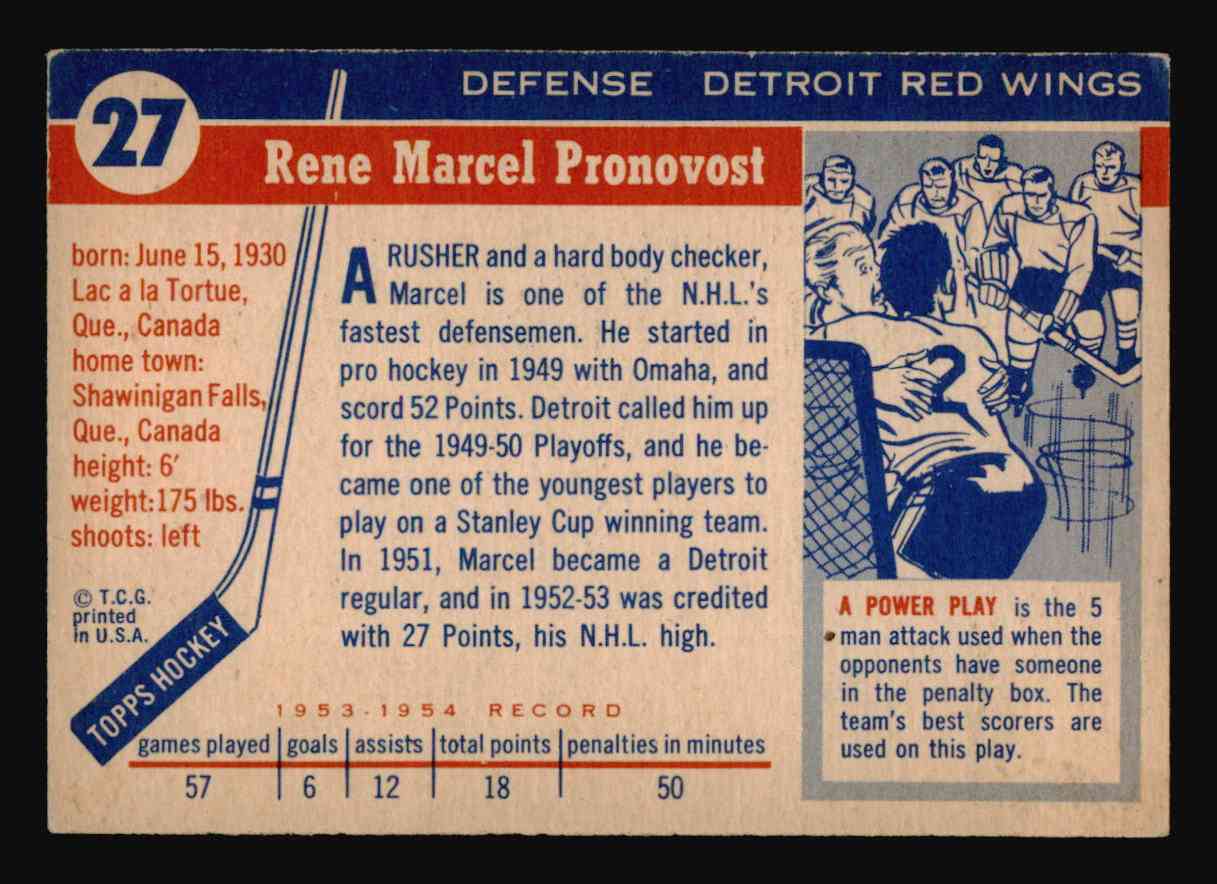 27
DEFENSE DETROIT RED WINGS
Rene Marcel Pronovost
born: June 15, 1930
Lac a la Tortue,
Que., Canada
home town:
Shawinigan Falls,
Que., Canada
height: 6′
weight: 175 lbs.
shoots: left
© T.C.G.
printed
in U.S.A.
TOPPS HOCKEY
A RUSHER and a hard body checker,
Marcel is one of the N.H.L.'s
fastest defensemen. He started in
pro hockey in 1949 with Omaha, and
scord 52 Points. Detroit called him up
for the 1949-50 Playoffs, and he be-
came one of the youngest players to
play on a Stanley Cup winning team.
In 1951, Marcel became a Detroit
regular, and in 1952-53 was credited
with 27 Points, his N.H.L. high.
2
A POWER PLAY is the 5
man attack used when the
opponents have someone
in the penalty box. The
team's best scorers are
used on this play.
1953-1954 RECORD
games played goals assists total points penalties in minutes
57 6 12 18 50